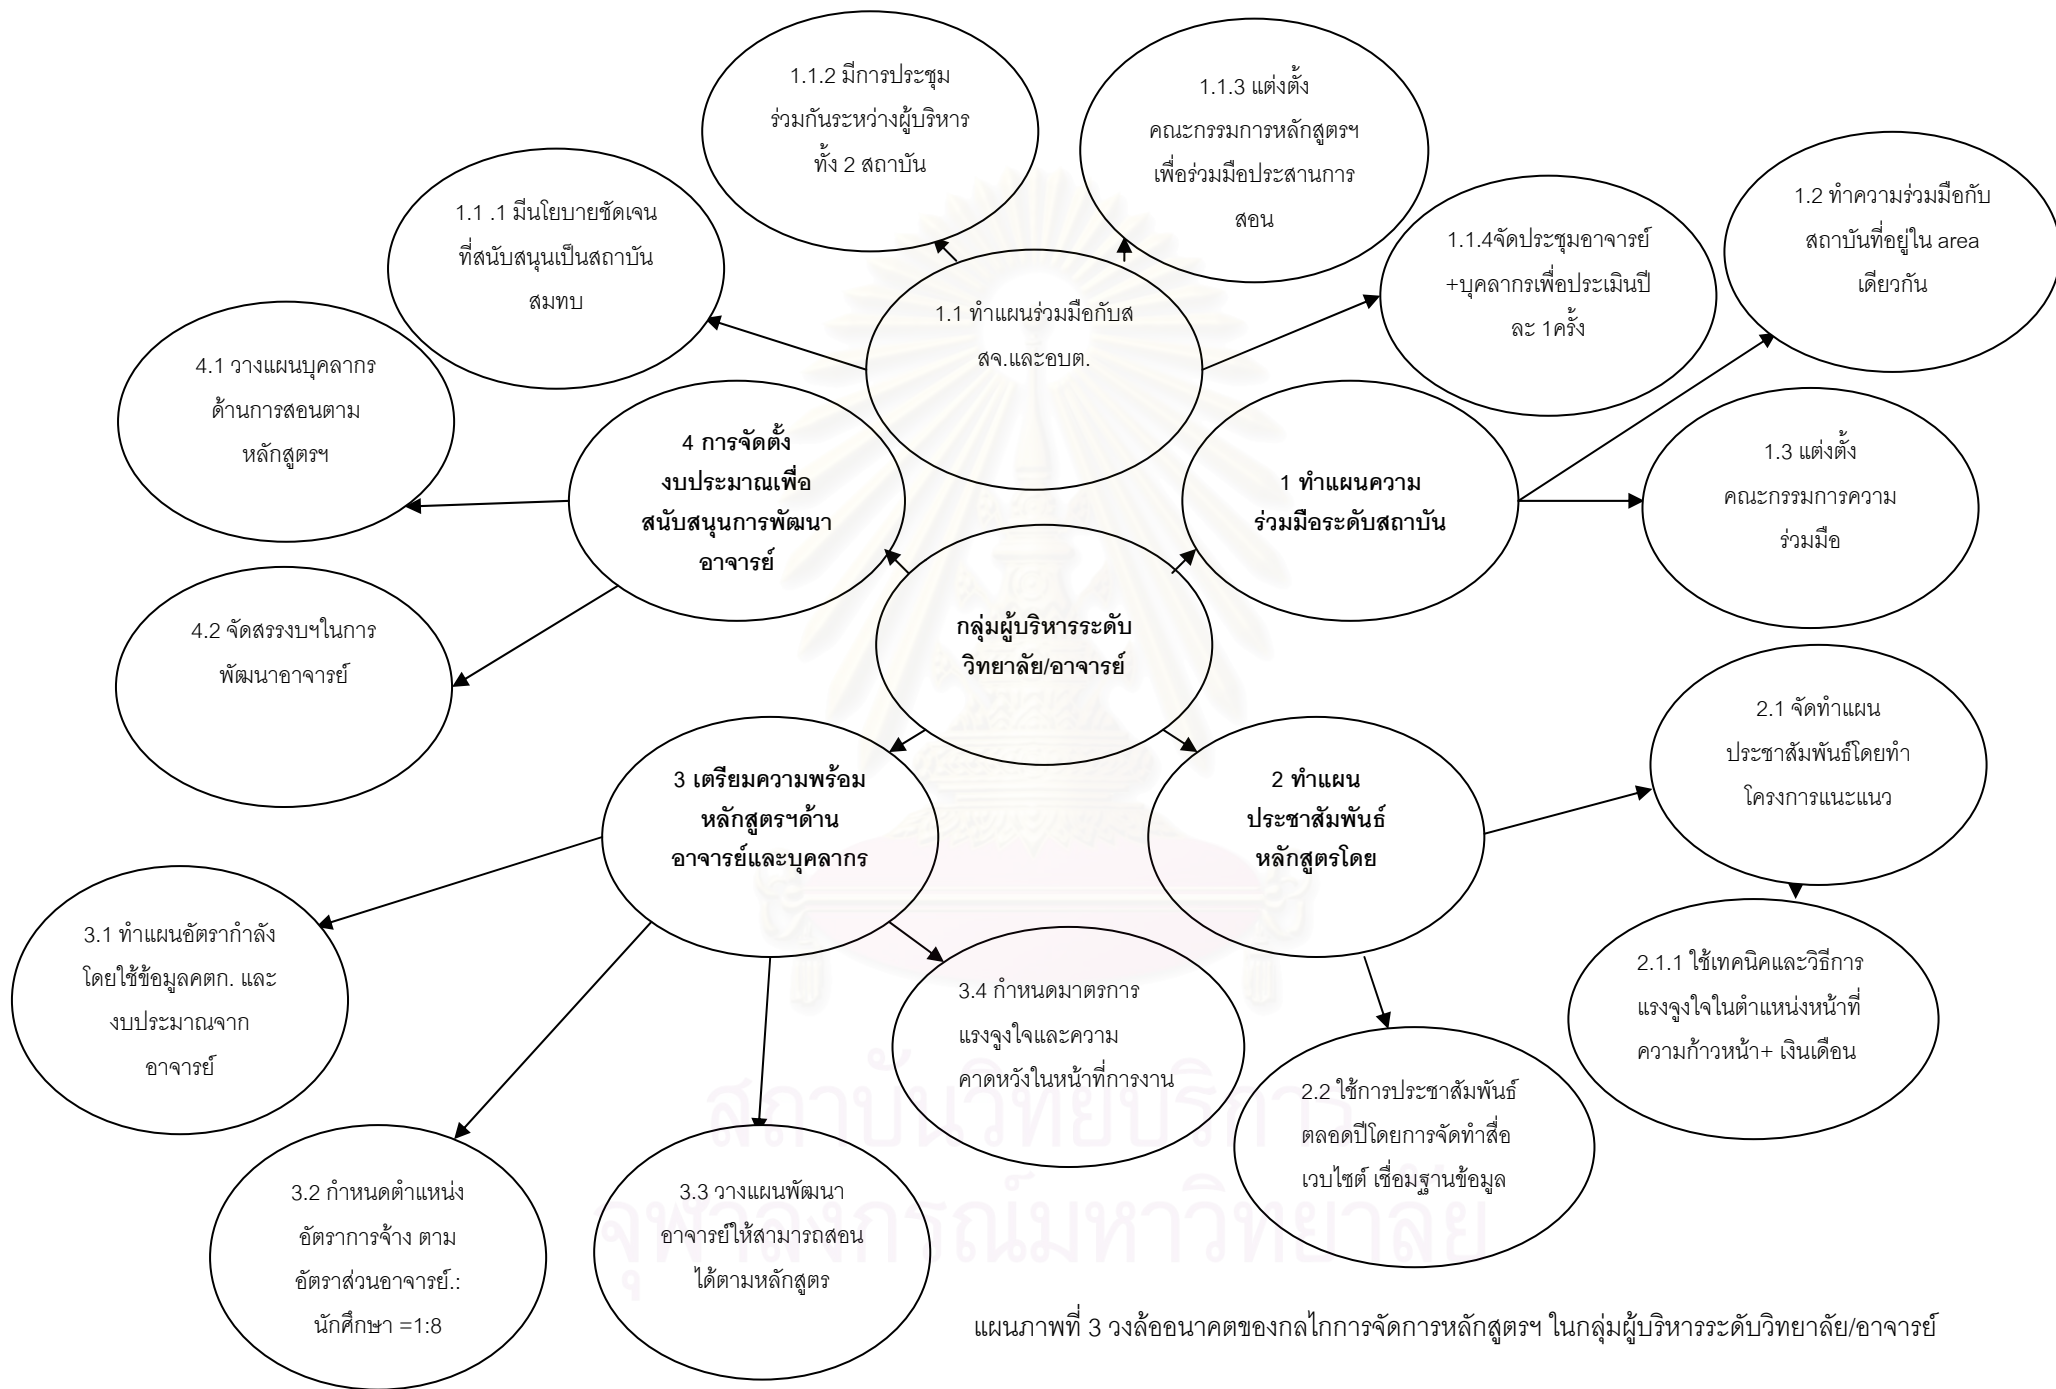 1.1.2 มีการประชุม
ร่วมกันระหว่างผู้บริหาร
ทั้ง 2 สถาบัน
1.1.3 แต่งตั้ง
คณะกรรมการหลักสูตรฯ
เพื่อร่วมมือประสานการ
สอน
1.1 .1 มีนโยบายชัดเจน
ที่สนับสนุนเป็นสถาบัน
สมทบ
1.1.4จัดประชุมอาจารย์
+บุคลากรเพื่อประเมินปี
ละ 1ครั้ง
1.2 ทำความร่วมมือกับ
สถาบันที่อยู่ใน area
เดียวกัน
1.1 ทำแผนร่วมมือกับส
สจ.และอบต.
4.1 วางแผนบุคลากร
ด้านการสอนตาม
หลักสูตรฯ
4 การจัดตั้ง
งบประมาณเพื่อ
สนับสนุนการพัฒนา
อาจารย์
1 ทำแผนความ
ร่วมมือระดับสถาบัน
1.3 แต่งตั้ง
คณะกรรมการความ
ร่วมมือ
4.2 จัดสรรงบฯในการ
พัฒนาอาจารย์
กลุ่มผู้บริหารระดับ
วิทยาลัย/อาจารย์
2.1 จัดทำแผน
ประชาสัมพันธ์โดยทำ
โครงการแนะแนว
3 เตรียมความพร้อม
หลักสูตรฯด้าน
อาจารย์และบุคลากร
2 ทำแผน
ประชาสัมพันธ์
หลักสูตรโดย
3.1 ทำแผนอัตรากำลัง
โดยใช้ข้อมูลคตก. และ
งบประมาณจาก
อาจารย์
3.4 กำหนดมาตรการ
แรงจูงใจและความ
คาดหวังในหน้าที่การงาน
2.1.1 ใช้เทคนิคและวิธีการ
แรงจูงใจในตำแหน่งหน้าที่
ความก้าวหน้า+ เงินเดือน
2.2 ใช้การประชาสัมพันธ์
ตลอดปีโดยการจัดทำสื่อ
เวบไซต์ เชื่อมฐานข้อมูล
3.2 กำหนดตำแหน่ง
อัตราการจ้าง ตาม
อัตราส่วนอาจารย์.:
นักศึกษา =1:8
3.3 วางแผนพัฒนา
อาจารย์ให้สามารถสอน
ได้ตามหลักสูตร
สถาบันวิทยบริการ
จุฬาลงกรณ์มหาวิทยาลัย
แผนภาพที่ 3 วงล้ออนาคตของกลไกการจัดการหลักสูตรฯ ในกลุ่มผู้บริหารระดับวิทยาลัย/อาจารย์